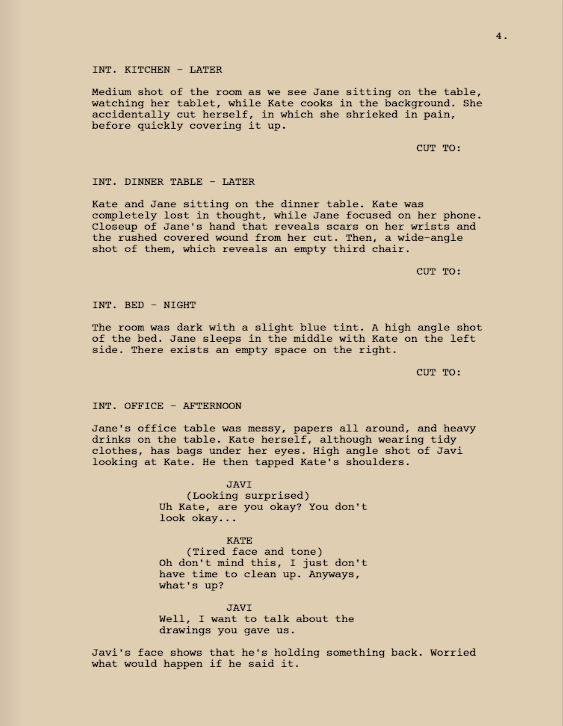 4.
INT. KITCHEN - LATER
Medium shot of the room as we see Jane sitting on the table,
watching her tablet, while Kate cooks in the background. She
accidentally cut herself, in which she shrieked in pain,
before quickly covering it up.
CUT TO:
INT. DINNER TABLE - LATER
Kate and Jane sitting on the dinner table. Kate was
completely lost in thought, while Jane focused on her phone.
Closeup of Jane's hand that reveals scars on her wrists and
the rushed covered wound from her cut. Then, a wide-angle
shot of them, which reveals an empty third chair.
CUT TO:
INT. BED - NIGHT
The room was dark with a slight blue tint. A high angle shot
of the bed. Jane sleeps in the middle with Kate on the left
side. There exists an empty space on the right.
CUT TO:
INT. OFFICE - AFTERNOON
Jane's office table was messy, papers all around, and heavy
drinks on the table. Kate herself, although wearing tidy
clothes, has bags under her eyes. High angle shot of Javi
looking at Kate. He then tapped Kate's shoulders.
JAVI
(Looking surprised)
Uh Kate, are you okay? You don't
look okay...
KATE
(Tired face and tone)
Oh don't mind this, I just don't
have time to clean up. Anyways,
what's up?
JAVI
Well, I want to talk about the
drawings you gave us.
Javi's face shows that he's holding something back. Worried
what would happen if he said it.